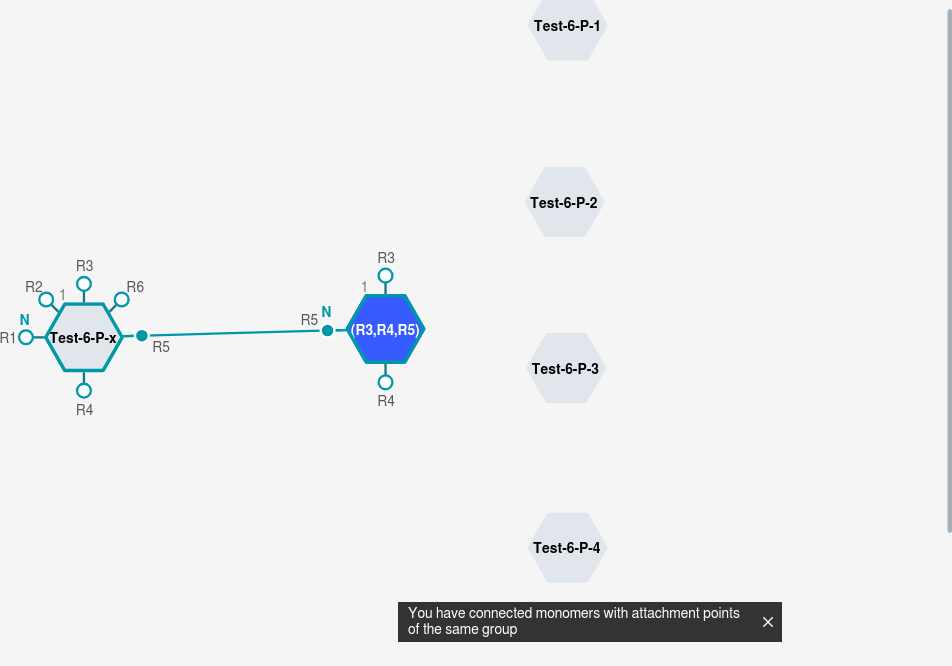 Test-6-P-1
Test-6-P-2
R3
R3
R2
1
R6
1
N
N
R5
R1
Test-6-P-x
(R3,R4,R5)
R5
Test-6-P-3
R4
R4
Test-6-P-4
You have connected monomers with attachment points
of the same group